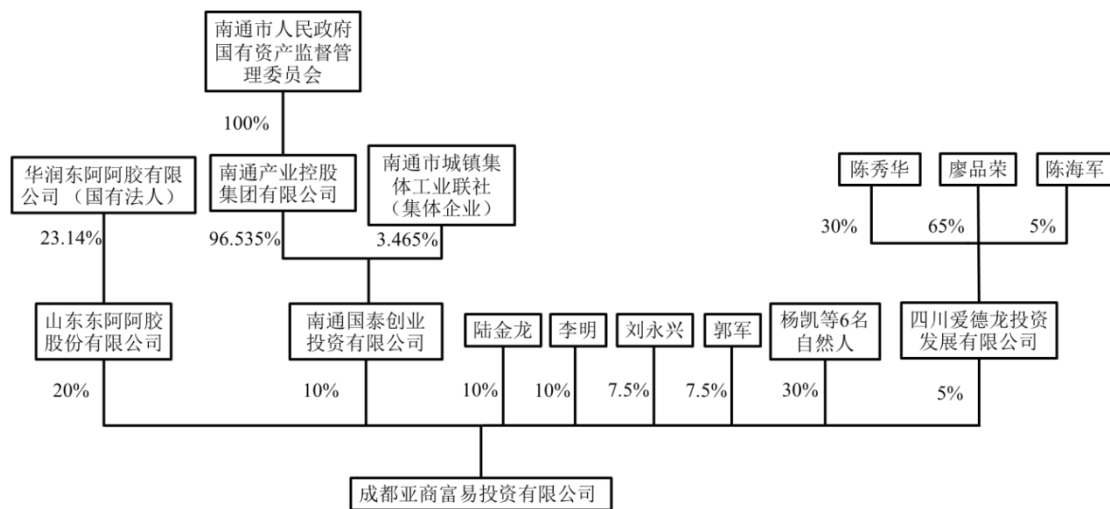 南通市人民政府
国有资产监督管
理委员会
100%
华润东阿阿胶有限
公司 （国有法人）
南通产业控股
集团有限公司
南通市城镇集
体工业联社
（集体企业）
陈秀华
廖品荣
陈海军
23.14%
96.535%
3.465%
30%
65%
5%
山东东阿阿胶
股份有限公司
南通国泰创业
投资有限公司
陆金龙
李明
刘永兴
郭军
杨凯等6名
自然人
四川爱德龙投资
发展有限公司
20%
10%
10%
10%
7.5%
7.5%
30%
5%
成都亚商富易投资有限公司